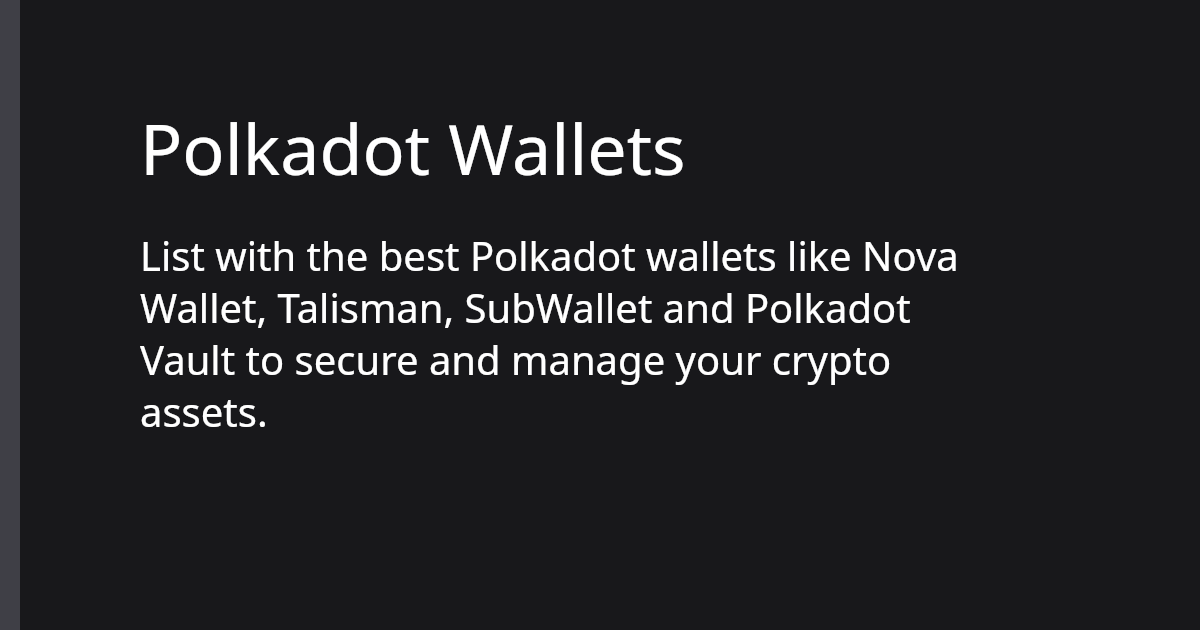 Polkadot Wallets
List with the best Polkadot wallets like Nova
Wallet, Talisman, SubWallet and Polkadot
Vault to secure and manage your crypto
assets.